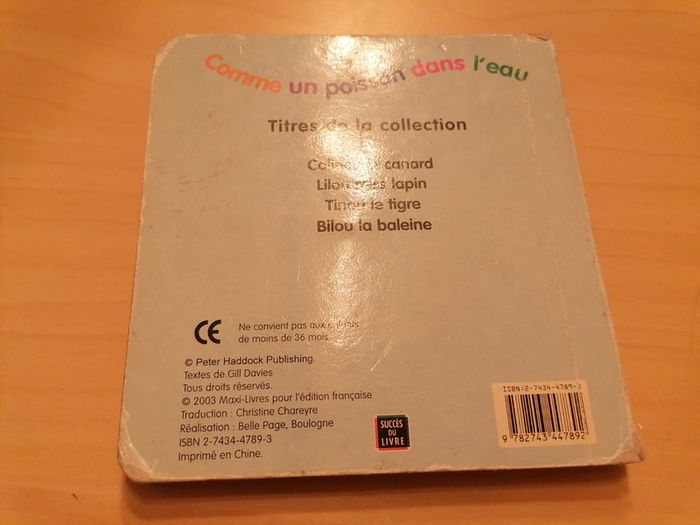 Comme un poisson dans l'eau
Titres de la collection
canard
lapin
le tigre
Bilou la baleine
CE
Ne convient pas aux enfants
de moins de 36 mois.
© Peter Haddock Publishing.
Textes de Gill Davies
Tous droits réservés.
© 2003 Maxi-Livres pour l'édition française
Traduction : Christine Chareyre
Réalisation : Belle Page, Boulogne
ISBN 2-7434-4789-3
Imprimé en Chine.
SUCCÈS
DU
LIVRE
ISBN:2-7434-4789-3
9 782743 447892